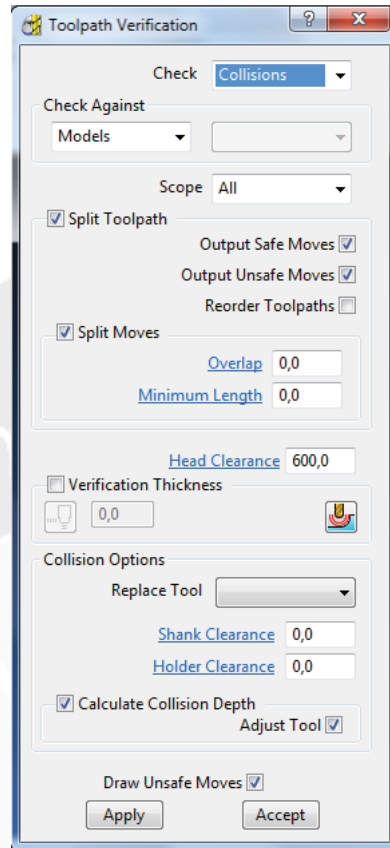 Toolpath Verification
Check Collisions
Check Against
Models
Scope All
Split Toolpath
Output Safe Moves
Output Unsafe Moves
Reorder Toolpaths
Split Moves
Overlap 0,0
Minimum Length 0,0
Head Clearance 600,0
Verification Thickness
0,0
Collision Options
Replace Tool
Shank Clearance 0,0
Holder Clearance 0,0
Calculate Collision Depth
Adjust Tool
Draw Unsafe Moves
Apply Accept